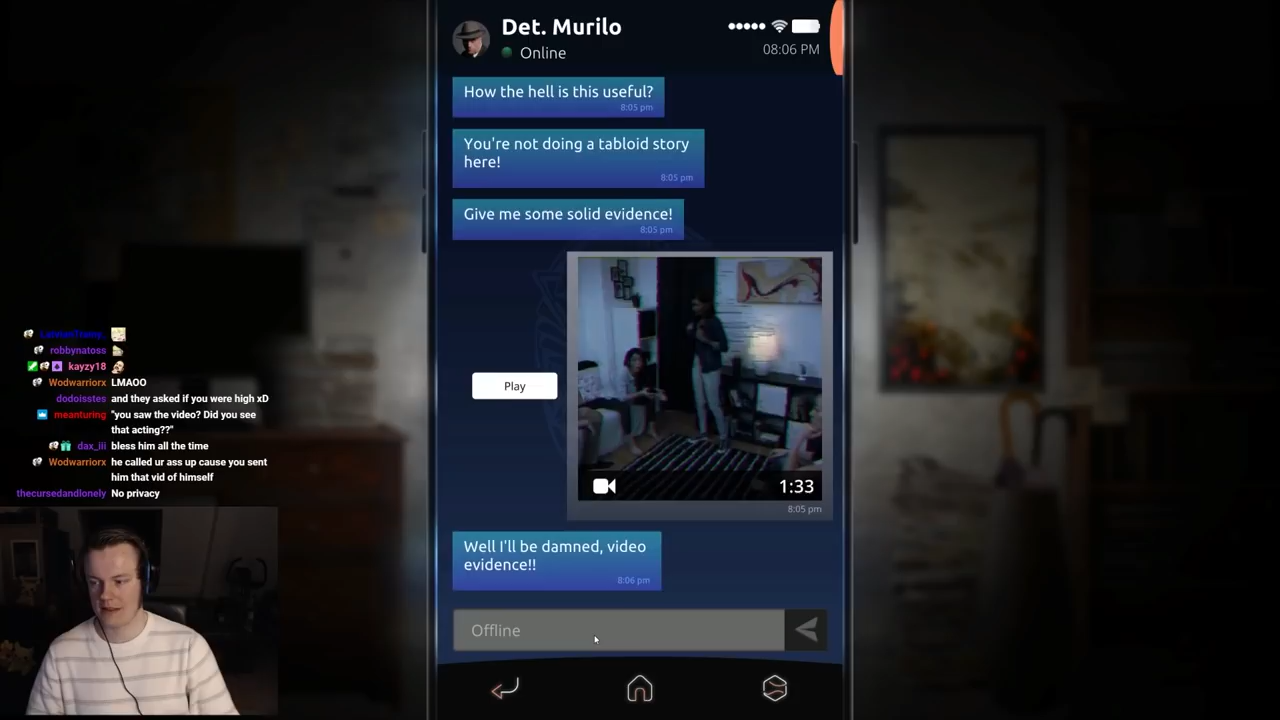 Det. Murilo
Online
08:06 PM
How the hell is this useful?
8:05 pm
You're not doing a tabloid story
here!
8:05 pm
Give me some solid evidence!
8:05 pm
Play
1:33
8:05 pm
Well I'll be damned, video
evidence!!
8:06 pm
Offline
robbynatoss
kayzy18
Wodwarriorx LMAOO
dodoisstes and they asked if you were high xD
meanturing "you saw the video? Did you see
that acting??"
dax_iii bless him all the time
Wodwarriorx he called ur ass up cause you sent
him that vid of himself
thecursedandlonely No privacy